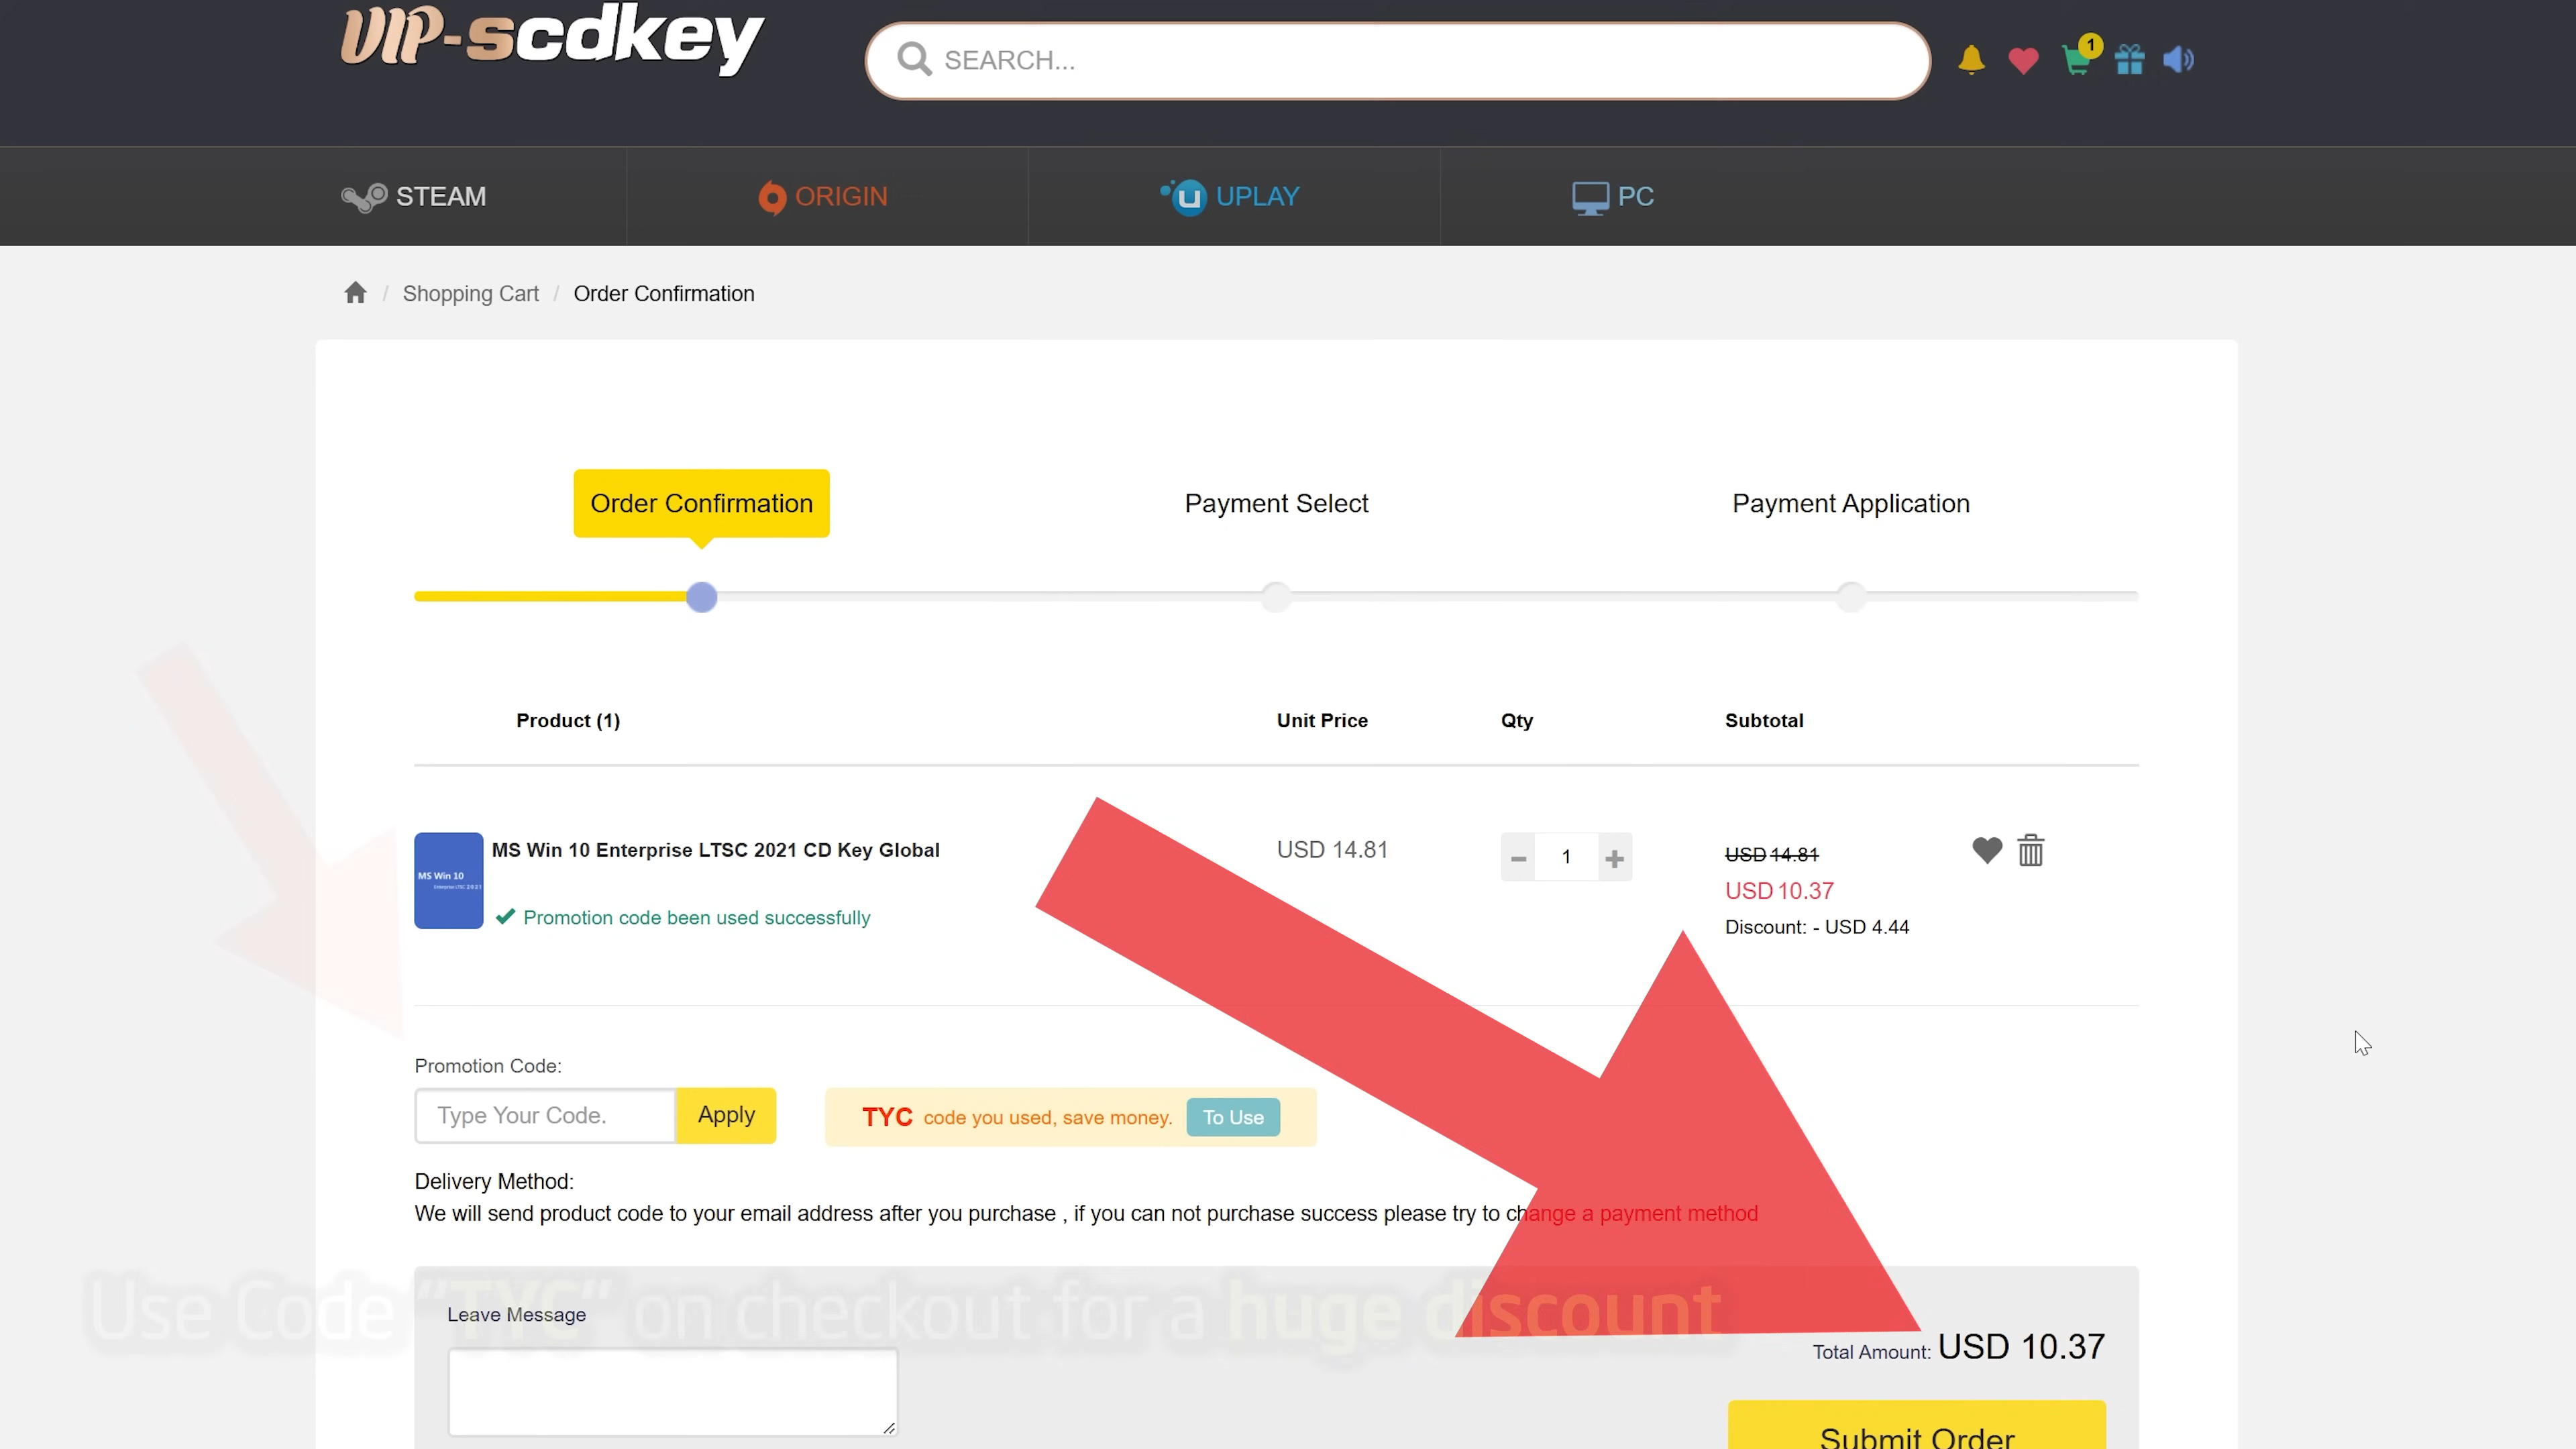 VIP-scdkey
SEARCH...
1
STEAM
ORIGIN
UPLAY
PC
/ Shopping Cart / Order Confirmation
Order Confirmation
Payment Select
Payment Application
Product (1)
Unit Price
Qty
Subtotal
MS Win 10
Enterprise LTSC 2021
MS Win 10 Enterprise LTSC 2021 CD Key Global
Promotion code been used successfully
USD 14.81
1
USD 14.81
USD 10.37
Discount: - USD 4.44
Promotion Code:
Type Your Code.
Apply
TYC code you used, save money.
To Use
Delivery Method:
We will send product code to your email address after you purchase , if you can not purchase success please try to change a payment method
Use Code "TYC" on checkout for a huge discount
Leave Message
Total Amount: USD 10.37
Submit Order